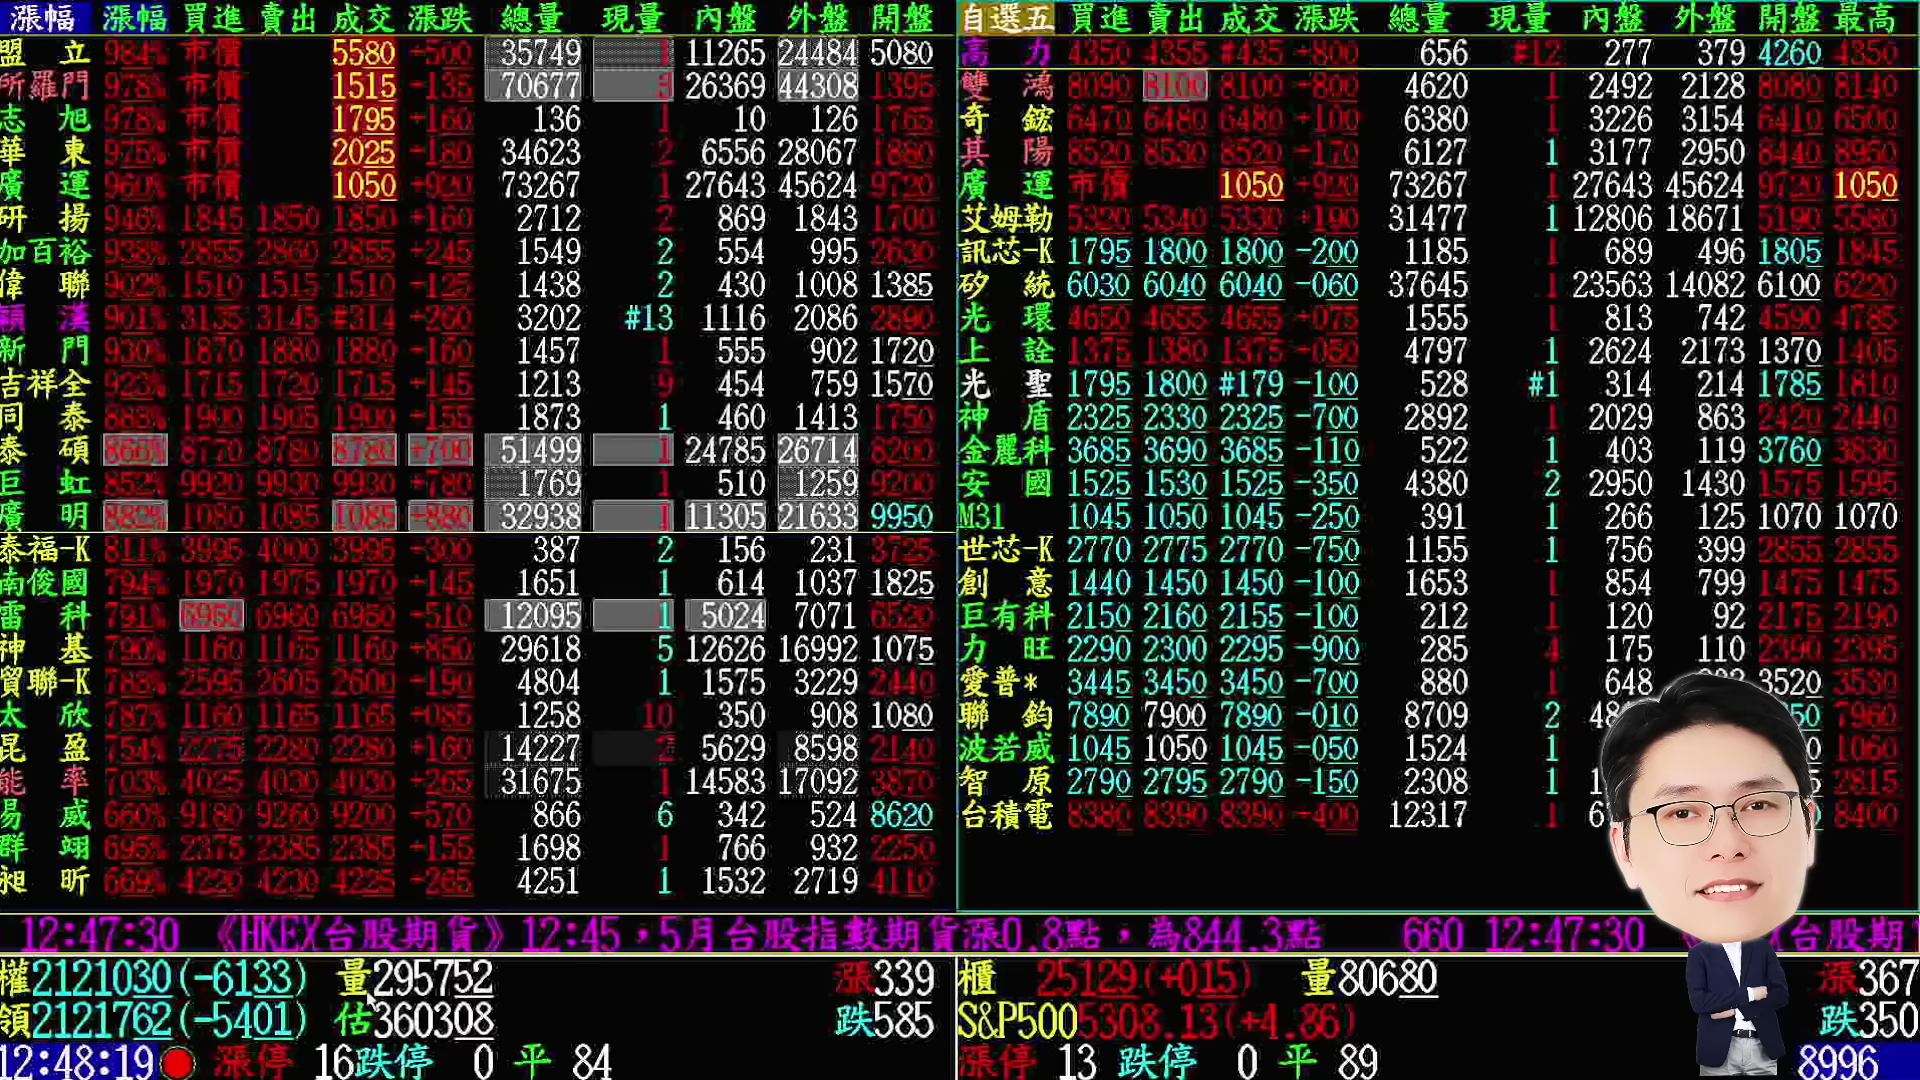 漲幅 漲幅 買進 賣出 成交 漲跌 總量 現量 內盤 外盤 開盤
盟立 984% 市價 5580 +500 35749 1 11265 24484 5080
所羅門 978% 市價 1515 +135 70677 3 26369 44308 1395
志旭 978% 市價 1795 +160 136 1 10 126 1765
華東 975% 市價 2025 +180 34623 2 6556 28067 1880
廣運 960% 市價 1050 +920 73267 1 27643 45624 9720
研揚 946% 1845 1850 1850 +160 2712 2 869 1843 1700
加百裕 938% 2855 2860 2855 +245 1549 2 554 995 2630
偉聯 902% 1510 1515 1510 +125 1438 2 430 1008 1385
穎漢 901% 3135 3145 #314 +260 3202 #13 1116 2086 2890
新門 930% 1870 1880 1880 +160 1457 1 555 902 1720
吉祥全 923% 1715 1720 1715 +145 1213 9 454 759 1570
同泰 888% 1900 1905 1900 +155 1873 1 460 1413 1750
泰碩 866% 8770 8780 8780 +700 51499 1 24785 26714 8200
巨虹 852% 9920 9930 9930 +780 1769 1 510 1259 9200
廣明 882% 1080 1085 1085 +880 32938 1 11305 21633 9950
泰福-K 811% 3995 4000 3995 +300 387 2 156 231 3725
南俊國 794% 1970 1975 1970 +145 1651 1 614 1037 1825
雷科 791% 6950 6960 6950 +510 12095 1 5024 7071 6520
神基 790% 1160 1165 1160 +850 29618 5 12626 16992 1075
貿聯-K 788% 2595 2605 2600 +190 4804 1 1575 3229 2440
太欣 787% 1160 1165 1165 +085 1258 10 350 908 1080
昆盈 754% 2275 2280 2280 +160 14227 2 5629 8598 2140
能率 703% 4025 4030 4030 +265 31675 1 14583 17092 3870
易威 660% 9180 9260 9200 +570 866 6 342 524 8620
群翊 695% 2375 2385 2385 +155 1698 1 766 932 2250
昶昕 669% 4220 4230 4225 +265 4251 1 1532 2719 4110
自選五 買進 賣出 成交 漲跌 總量 現量 內盤 外盤 開盤 最高
高力 4350 4355 #435 +800 656 #12 277 379 4260 4350
雙鴻 8090 8100 8100 +800 4620 1 2492 2128 8080 8140
奇鋐 6470 6480 6480 +100 6380 1 3226 3154 6410 6500
其陽 8520 8530 8520 +170 6127 1 3177 2950 8440 8950
廣運 市價 1050 +920 73267 1 27643 45624 9720 1050
艾姆勒 5320 5340 5330 +190 31477 1 12806 18671 5190 5580
訊芯-K 1795 1800 1800 -200 1185 1 689 496 1805 1845
矽統 6030 6040 6040 -060 37645 1 23563 14082 6100 6220
光環 4650 4655 4655 +075 1555 1 813 742 4590 4785
上詮 1375 1380 1375 +050 4797 1 2624 2173 1370 1405
光聖 1795 1800 #179 -100 528 #1 314 214 1785 1810
神盾 2325 2330 2325 -700 2892 1 2029 863 2420 2440
金麗科 3685 3690 3685 -110 522 1 403 119 3760 3830
安國 1525 1530 1525 -350 4380 2 2950 1430 1575 1595
M31 1045 1050 1045 -250 391 1 266 125 1070 1070
世芯-K 2770 2775 2770 -750 1155 1 756 399 2855 2855
創意 1440 1450 1450 -100 1653 1 854 799 1475 1475
巨有科 2150 2160 2155 -100 212 1 120 92 2175 2190
力旺 2290 2300 2295 -900 285 4 175 110 2390 2395
愛普* 3445 3450 3450 -700 880 1 648 3520 3530
聯鈞 7890 7900 7890 -010 8709 2 7960
波若威 1045 1050 1045 -050 1524 1 1060
智原 2790 2795 2790 -150 2308 1 2815
台積電 8380 8390 8390 -400 12317 1 8400
12:47:30 《HKEX台股期貨》12:45，5月台股指數期貨漲0.8點，為844.3點 660 12:47:30
權2121030(-6133) 量295752 漲339
領2121762(-5401) 估360308 跌585
12:48:19 漲停 16 跌停 0 平 84
櫃 25129(+015) 量80680 漲367
S&P500 5308.13(+4.86) 跌350
漲停 13 跌停 0 平 89 8996